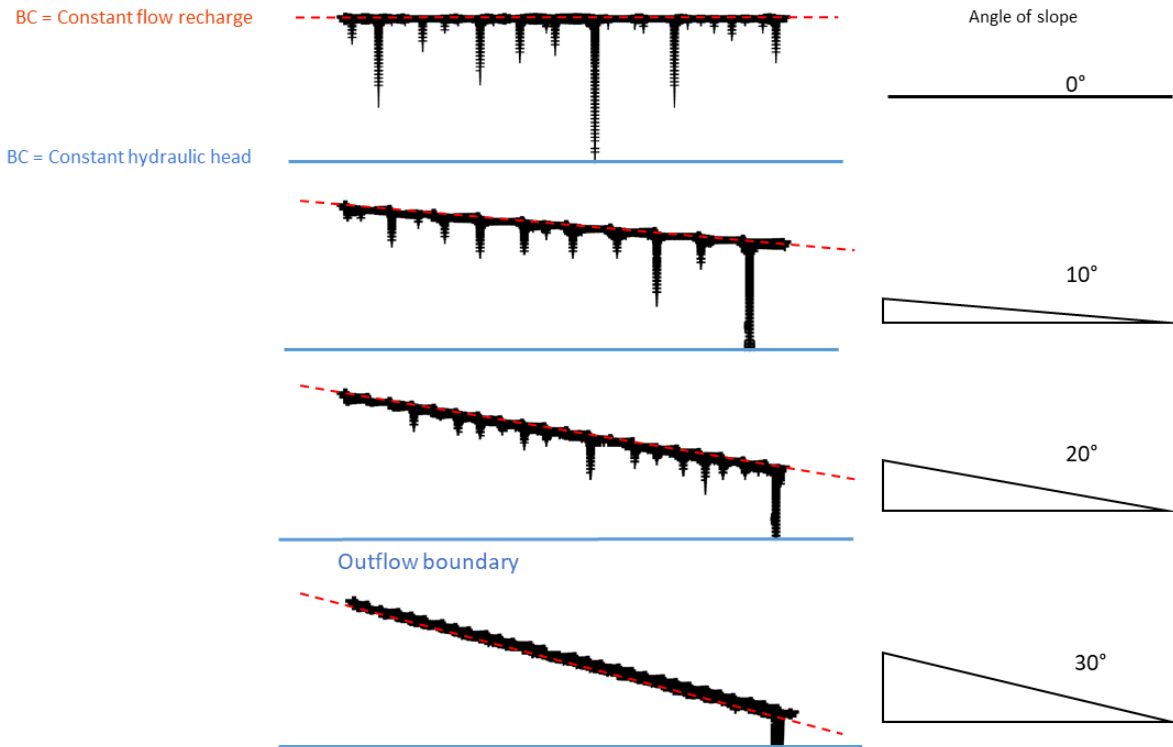 BC = Constant flow recharge
Angle of slope
0°
BC = Constant hydraulic head
10°
20°
Outflow boundary
30°